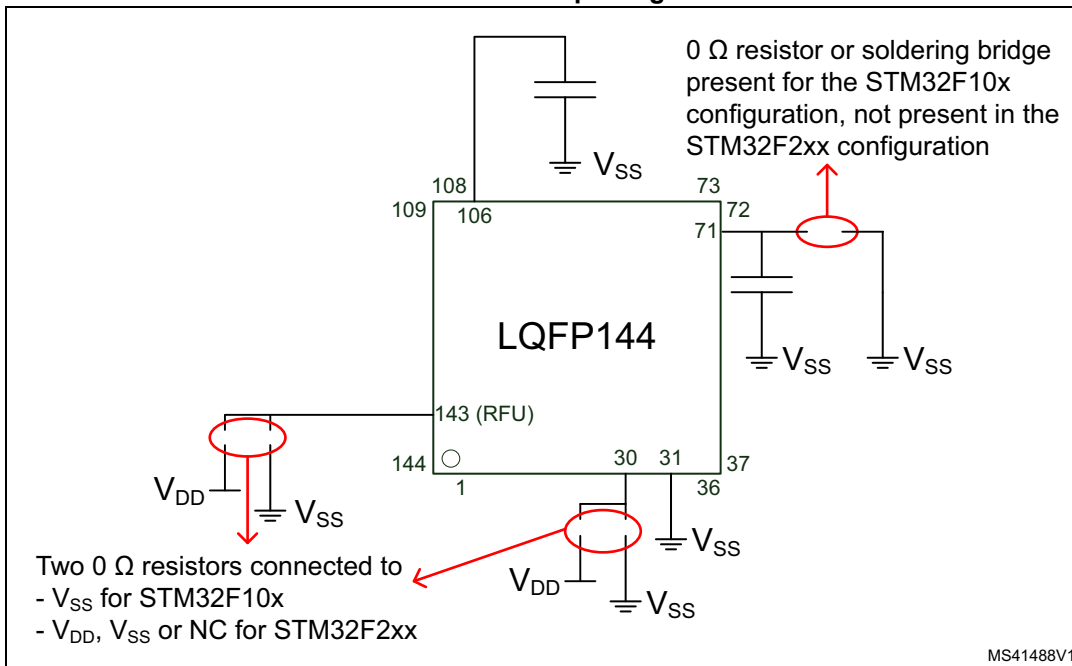 0 Ω resistor or soldering bridge
present for the STM32F10x
configuration, not present in the
STM32F2xx configuration
VSS
108
73
109
106
72
71
LQFP144
VSS
VSS
143 (RFU)
144
30
31
37
1
36
VDD
VSS
VSS
VDD
VSS
Two 0 Ω resistors connected to
- VSS for STM32F10x
- VDD, VSS or NC for STM32F2xx
MS41488V1